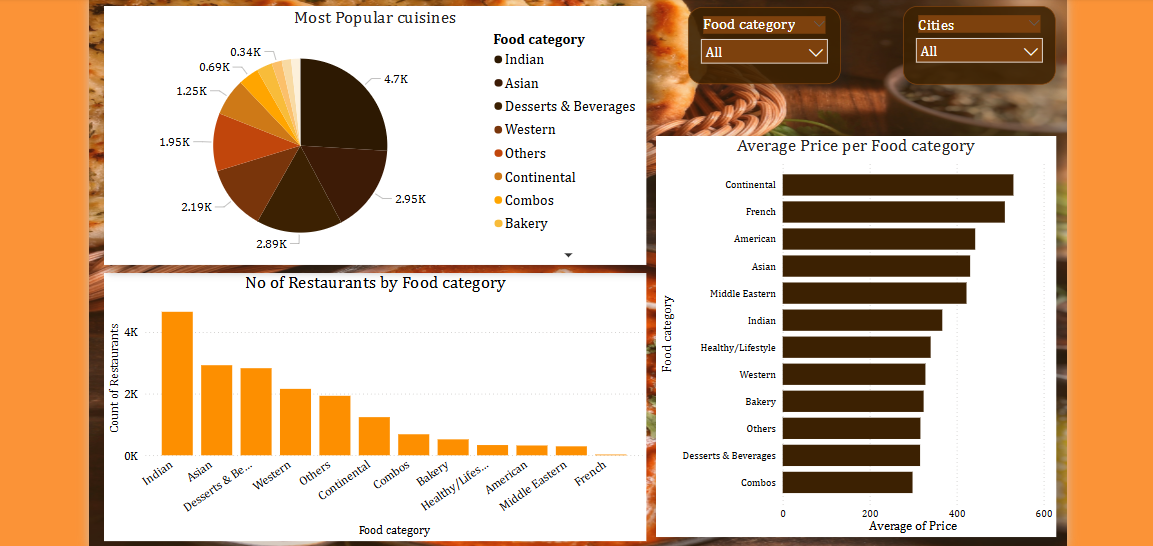 Most Popular cuisines
0.34K
0.69K
1.25K
1.95K
2.19K
2.89K
2.95K
4.7K
Food category
Indian
Asian
Desserts & Beverages
Western
Others
Continental
Combos
Bakery
Food category
All
Cities
All
No of Restaurants by Food category
Count of Restaurants
4K
2K
0K
Indian
Asian
Desserts & Be...
Western
Others
Continental
Combos
Bakery
Healthy/Lifes...
American
Middle Eastern
French
Food category
Average Price per Food category
Food category
Continental
French
American
Asian
Middle Eastern
Indian
Healthy/Lifestyle
Western
Bakery
Others
Desserts & Beverages
Combos
0 200 400 600
Average of Price